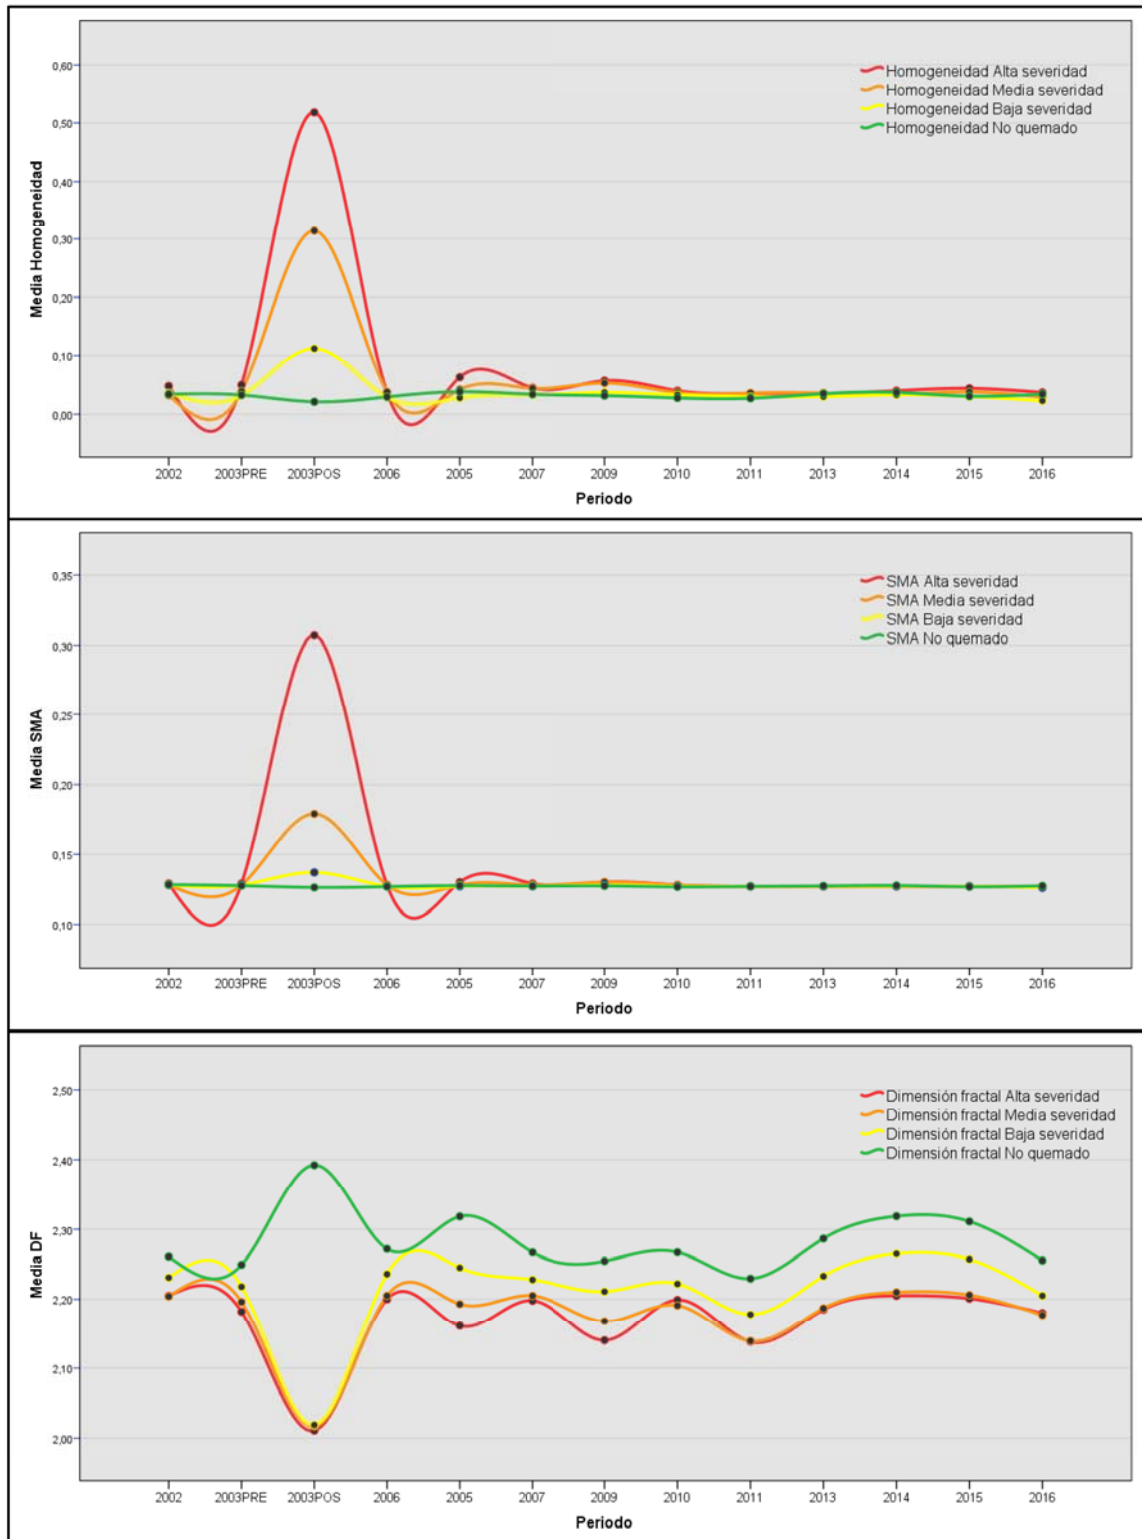 Media Homogeneidad
0,60
0,50
0,40
0,30
0,20
0,10
0,00
Homogeneidad Alta severidad
Homogeneidad Media severidad
Homogeneidad Baja severidad
Homogeneidad No quemado
2002 2003PRE 2003POS 2006 2005 2007 2009 2010 2011 2013 2014 2015 2016
Periodo
Media SMA
0,35
0,30
0,25
0,20
0,15
0,10
SMA Alta severidad
SMA Media severidad
SMA Baja severidad
SMA No quemado
2002 2003PRE 2003POS 2006 2005 2007 2009 2010 2011 2013 2014 2015 2016
Periodo
Media DF
2,50
2,40
2,30
2,20
2,10
2,00
Dimensión fractal Alta severidad
Dimensión fractal Media severidad
Dimensión fractal Baja severidad
Dimensión fractal No quemado
2002 2003PRE 2003POS 2006 2005 2007 2009 2010 2011 2013 2014 2015 2016
Periodo